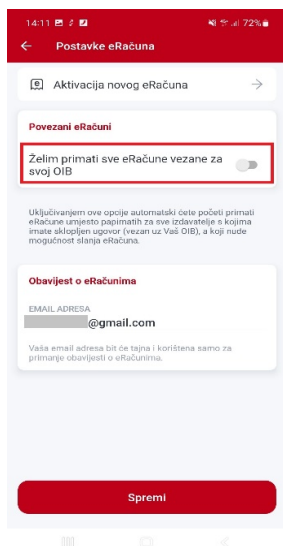 14:11 72%
Postavke eRačuna
Aktivacija novog eRačuna
Povezani eRačuni
Želim primati sve eRačune vezane za
svoj OIB
Uključivanjem ove opcije automatski ćete početi primati
eRačune umjesto papirnatih za sve izdavatelje s kojima
imate sklopljen ugovor (vezan uz Vaš OIB), a koji nude
mogućnost slanja eRačuna.
Obavijest o eRačunima
EMAIL ADRESA
@gmail.com
Vaša email adresa bit će tajna i korištena samo za
primanje obavijesti o eRačunima.
Spremi